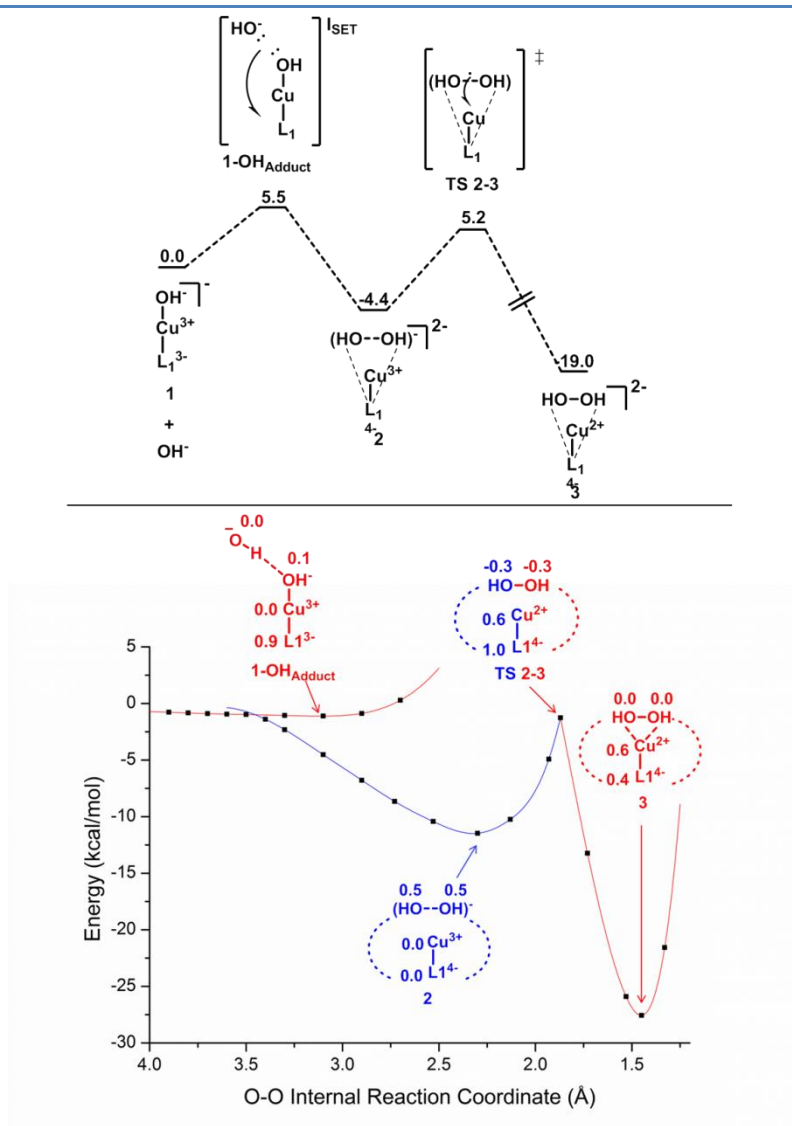 HO⁻
OH
Cu
L₁
I_SET
1-OH_Adduct
(HO--OH)
Cu
L₁
‡
TS 2-3
0.0
5.5
-4.4
5.2
-19.0
OH⁻
Cu³⁺
L₁³⁻
-
1
+
OH⁻
(HO--OH)⁻
2-
Cu³⁺
L₁
4-
2
HO-OH
2-
Cu²⁺
L₁
4-
3
0.0
⁻O
H
0.1
OH⁻
0.0 Cu³⁺
0.9 L1³⁻
1-OH_Adduct
-0.3 -0.3
HO-OH
0.6 Cu²⁺
1.0 L1⁴⁻
TS 2-3
0.0 0.0
HO-OH
0.6 Cu²⁺
0.4 L1⁴⁻
3
0.5 0.5
(HO--OH)⁻
0.0 Cu³⁺
0.0 L1⁴⁻
2
Energy (kcal/mol)
5
0
-5
-10
-15
-20
-25
-30
4.0 3.5 3.0 2.5 2.0 1.5
O-O Internal Reaction Coordinate (Å)